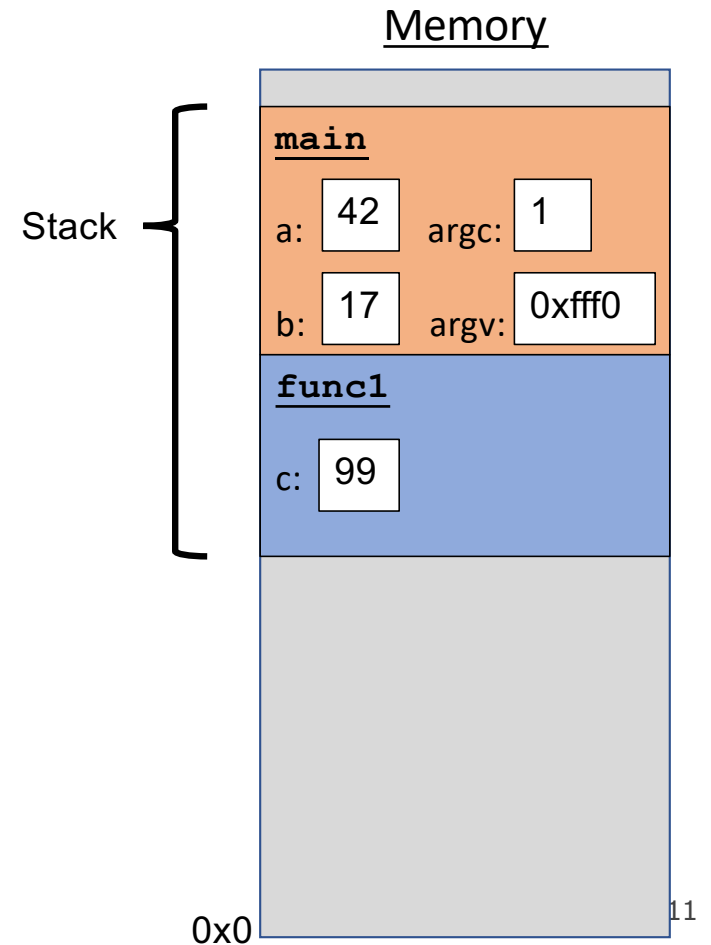 Memory
main
Stack
a: 42 argc: 1
b: 17 argv: 0xfff0
func1
c: 99
0x0
11